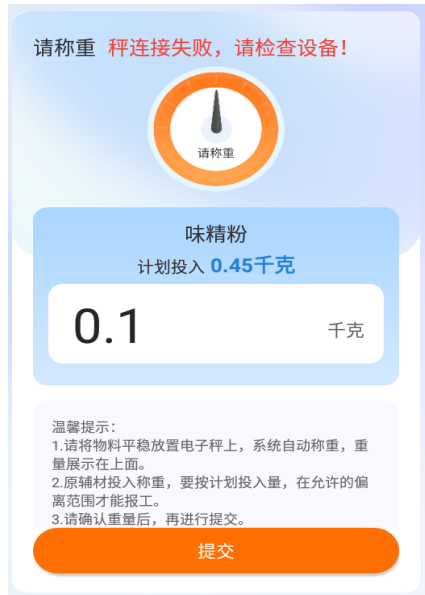 请称重 秤连接失败，请检查设备！
请称重
味精粉
计划投入 0.45千克
0.1 千克
温馨提示：
1.请将物料平稳放置电子秤上，系统自动称重，重
量展示在上面。
2.原辅材投入称重，要按计划投入量，在允许的偏
离范围才能报工。
3.请确认重量后，再进行提交。
提交